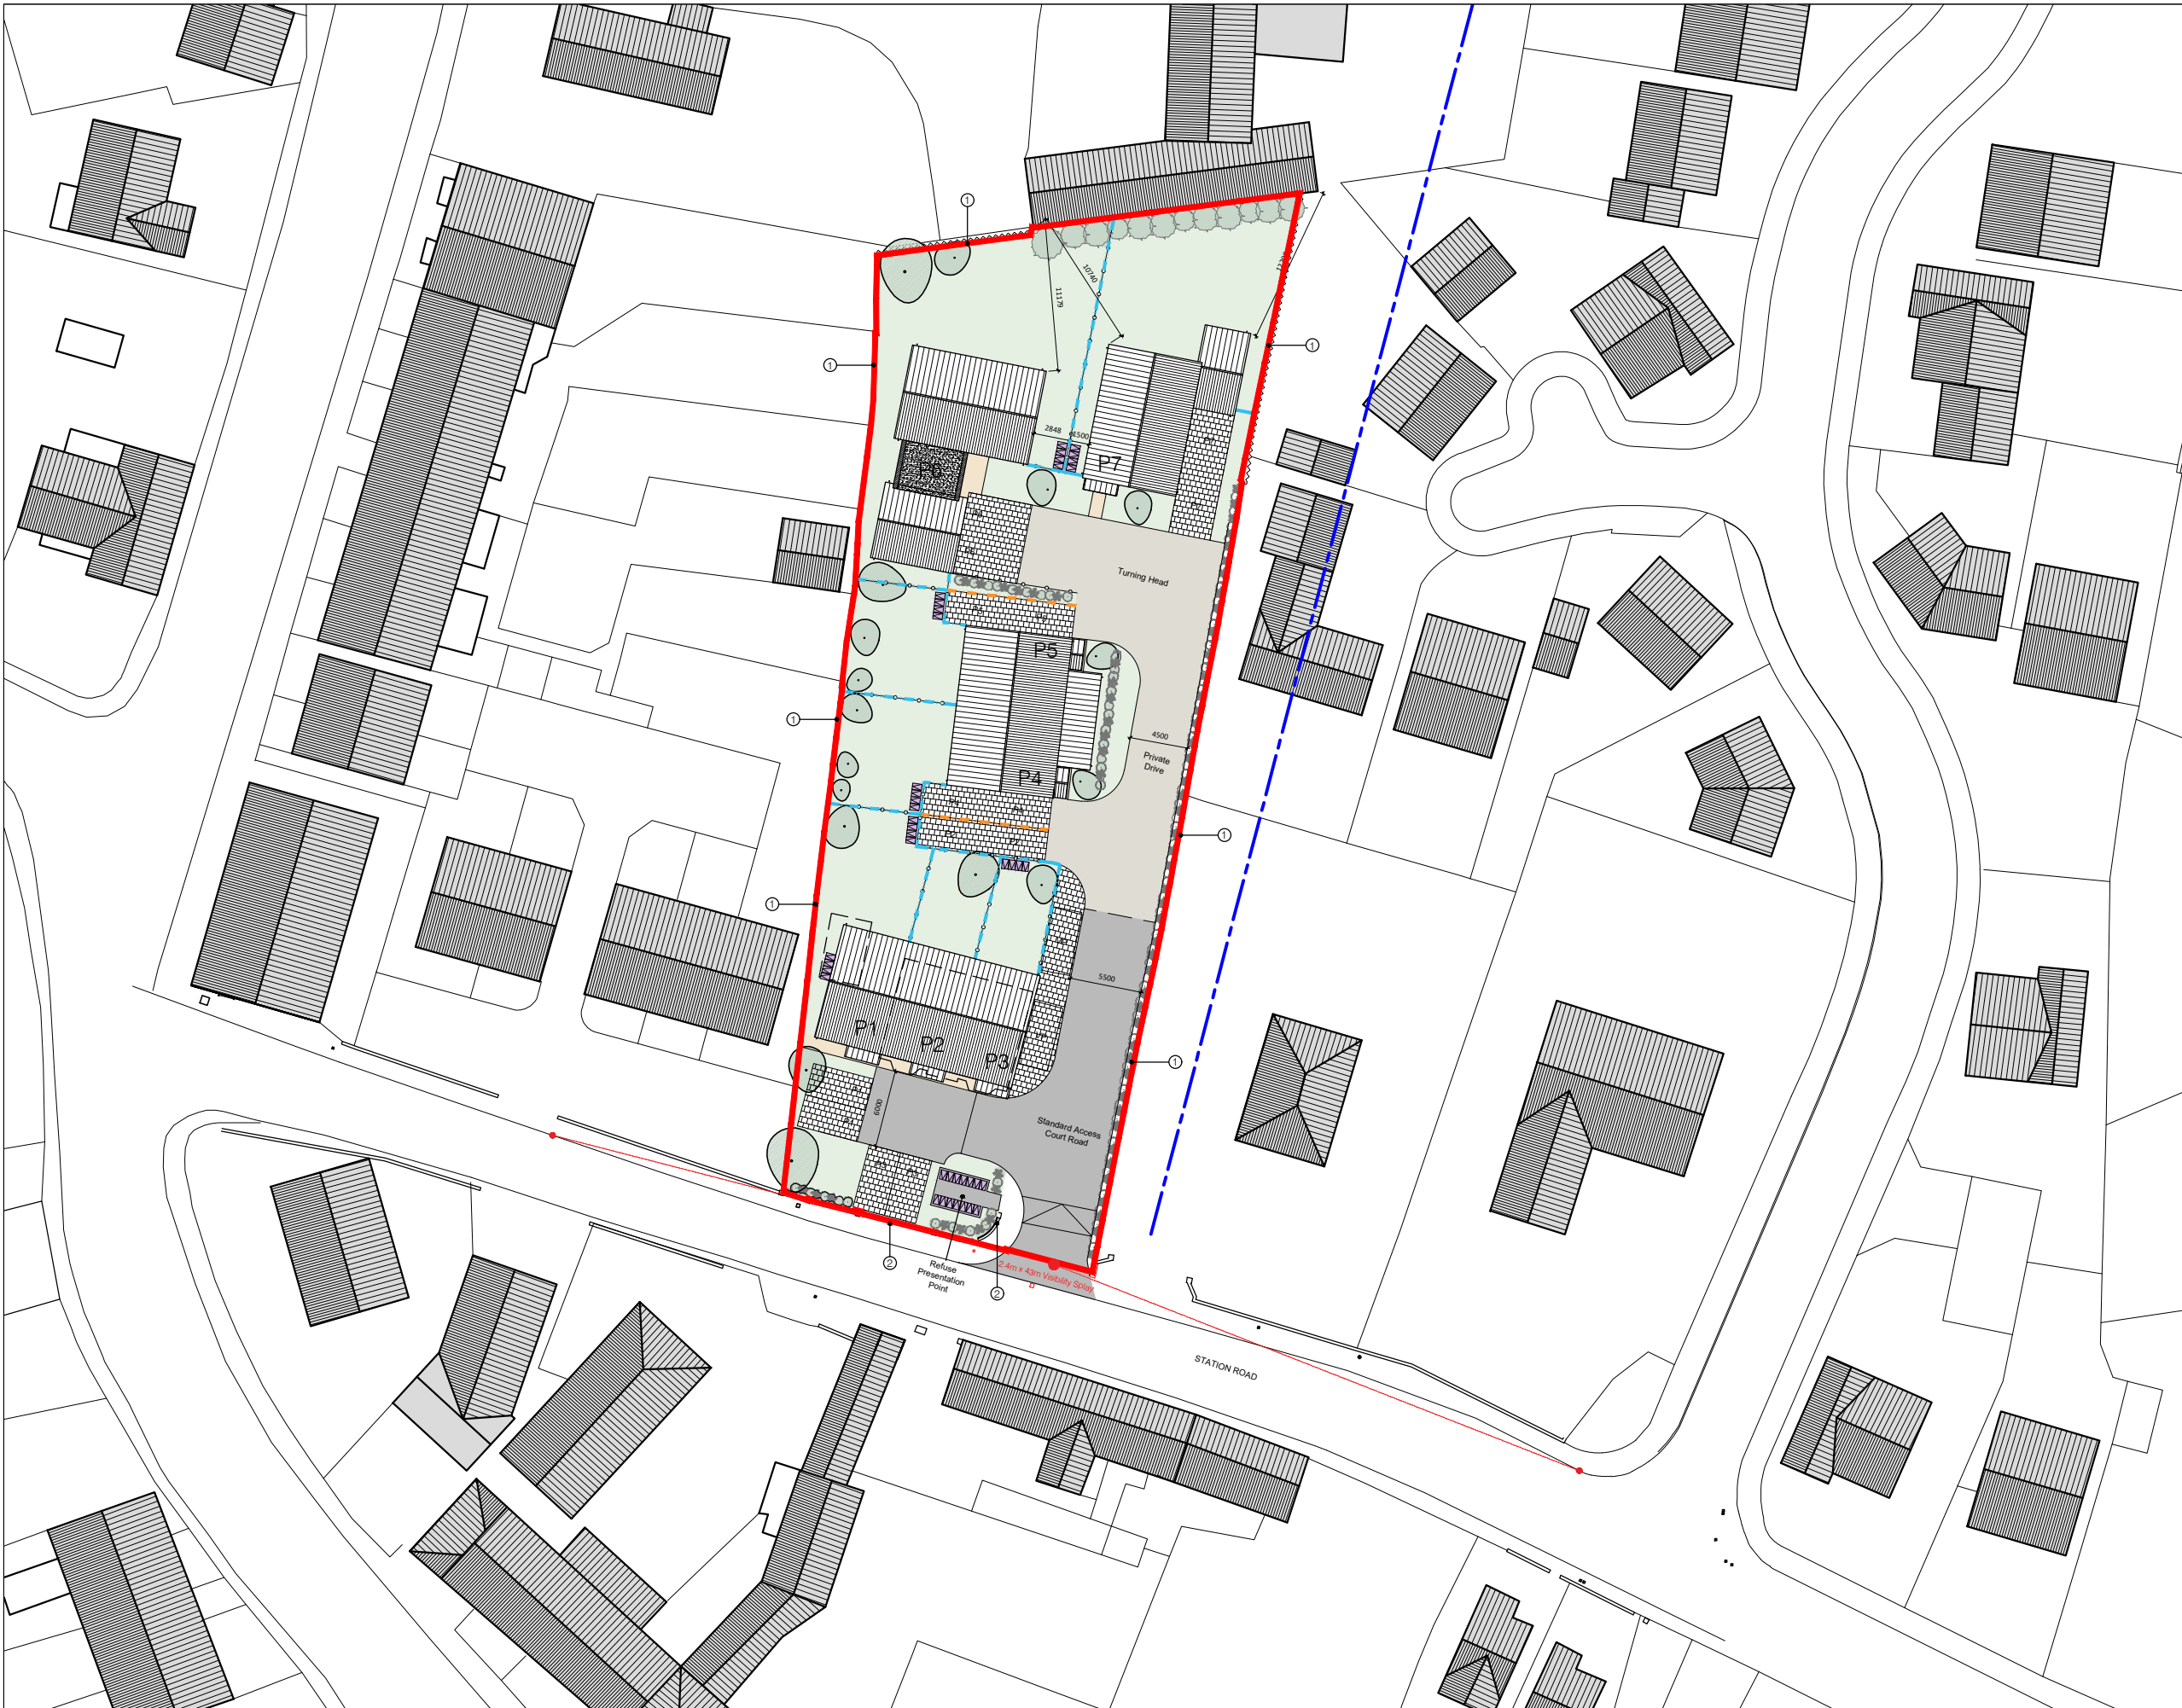 1
10740
11179
1
1
2848
1500
P7
P6
Turning Head
P5
1
4500
Private
Drive
P4
1
1
5500
P1
P2
P3
1
6000
Standard Access
Court Road
2
Refuse
Presentation
Point
2
2.4m x 43m Visibility Splay
STATION ROAD